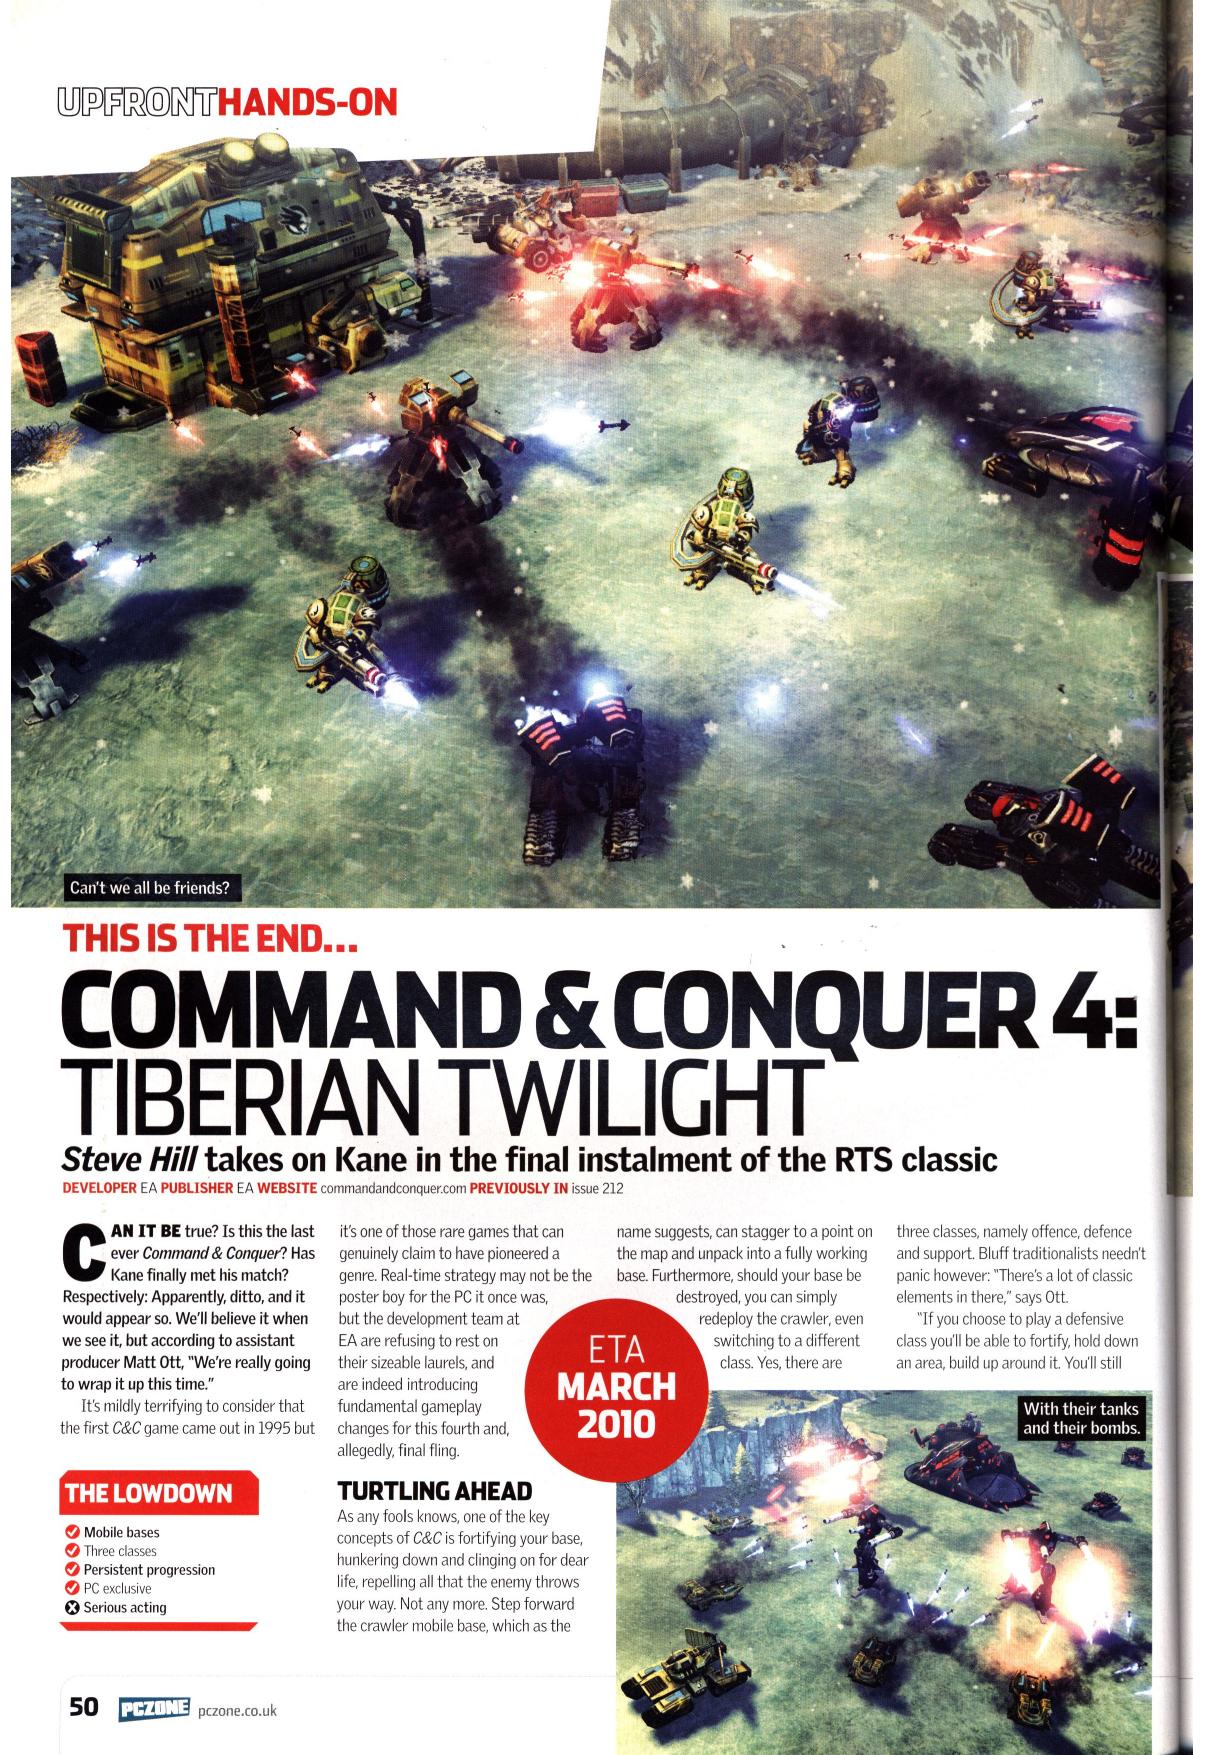 UPFRONTHANDS-ON
Can't we all be friends?
THIS IS THE END...
COMMAND & CONQUER 4:
TIBERIAN TWILIGHT
Steve Hill takes on Kane in the final instalment of the RTS classic
DEVELOPER EA PUBLISHER EA WEBSITE commandandconquer.com PREVIOUSLY IN issue 212
CAN IT BE true? Is this the last
ever Command & Conquer? Has
Kane finally met his match?
Respectively: Apparently, ditto, and it
would appear so. We'll believe it when
we see it, but according to assistant
producer Matt Ott, "We're really going
to wrap it up this time."
It's mildly terrifying to consider that
the first C&C game came out in 1995 but
THE LOWDOWN
Mobile bases
Three classes
Persistent progression
PC exclusive
Serious acting
it's one of those rare games that can
genuinely claim to have pioneered a
genre. Real-time strategy may not be the
poster boy for the PC it once was,
but the development team at
EA are refusing to rest on
their sizeable laurels, and
are indeed introducing
fundamental gameplay
changes for this fourth and,
allegedly, final fling.
TURTLING AHEAD
As any fools knows, one of the key
concepts of C&C is fortifying your base,
hunkering down and clinging on for dear
life, repelling all that the enemy throws
your way. Not any more. Step forward
the crawler mobile base, which as the
ETA
MARCH
2010
name suggests, can stagger to a point on
the map and unpack into a fully working
base. Furthermore, should your base be
destroyed, you can simply
redeploy the crawler, even
switching to a different
class. Yes, there are
three classes, namely offence, defence
and support. Bluff traditionalists needn't
panic however: "There's a lot of classic
elements in there," says Ott.
"If you choose to play a defensive
class you'll be able to fortify, hold down
an area, build up around it. You'll still
With their tanks
and their bombs.
50 PCZONE pczone.co.uk